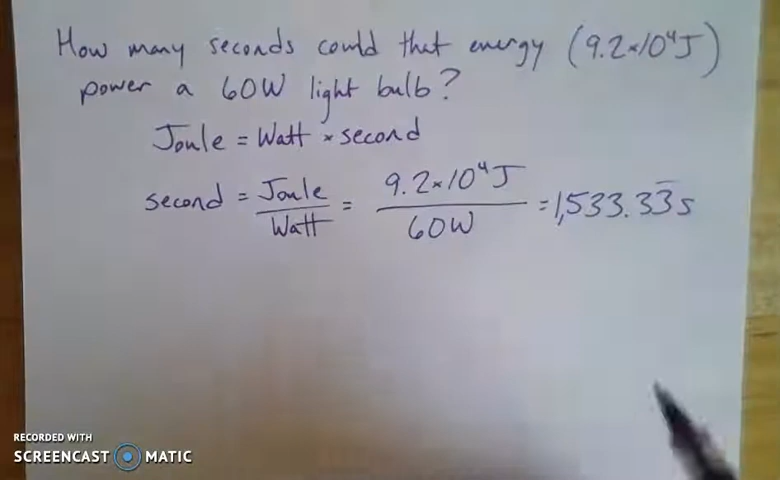 How many seconds could that energy (9.2×10⁴J)
power a 60W light bulb?
Joule = Watt × second
second = Joule/Watt = 9.2×10⁴J/60W = 1,533.33̅s
RECORDED WITH
SCREENCAST MATIC